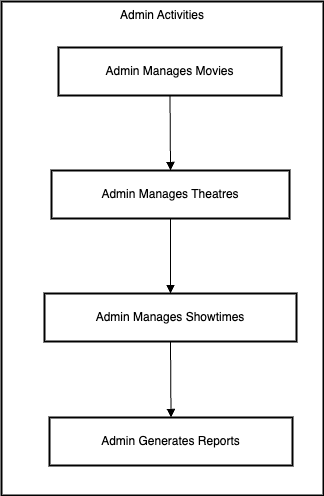 Admin Activities
Admin Manages Movies
Admin Manages Theatres
Admin Manages Showtimes
Admin Generates Reports